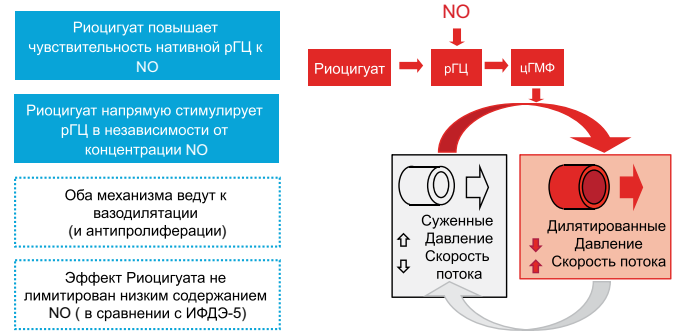 Риоцигуат повышает
чувствительность нативной рГЦ к
NO
Риоцигуат напрямую стимулирует
рГЦ в независимости от
концентрации NO
Оба механизма ведут к
вазодилятации
(и антипролиферации)
Эффект Риоцигуата не
лимитирован низким содержанием
NO ( в сравнении с ИФДЭ-5)
NO
Риоцигуат
рГЦ
цГМФ
Суженные
Давление
Скорость
потока
Дилятированные
Давление
Скорость потока